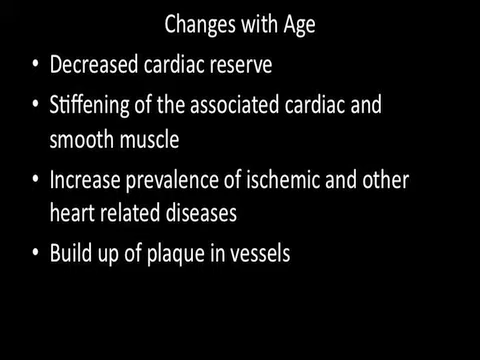 Changes with Age
• Decreased cardiac reserve
• Stiffening of the associated cardiac and
smooth muscle
• Increase prevalence of ischemic and other
heart related diseases
• Build up of plaque in vessels